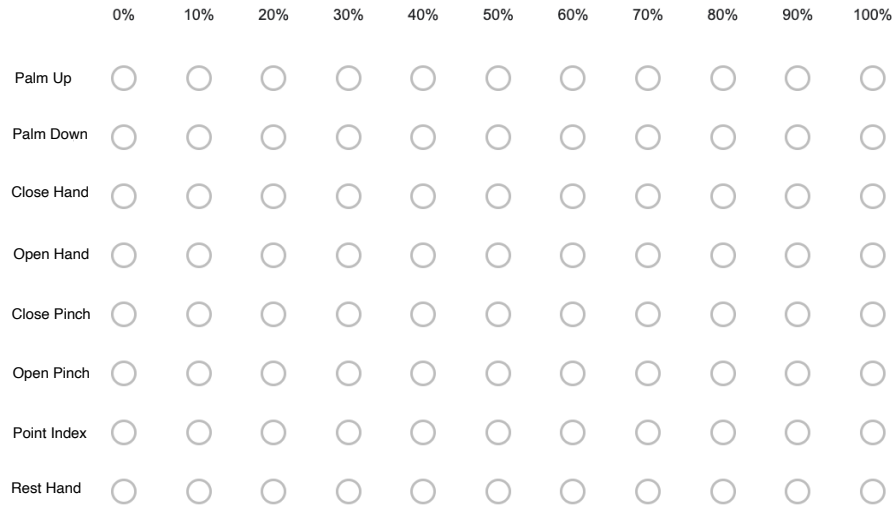 0% 10% 20% 30% 40% 50% 60% 70% 80% 90% 100%
Palm Up
Palm Down
Close Hand
Open Hand
Close Pinch
Open Pinch
Point Index
Rest Hand